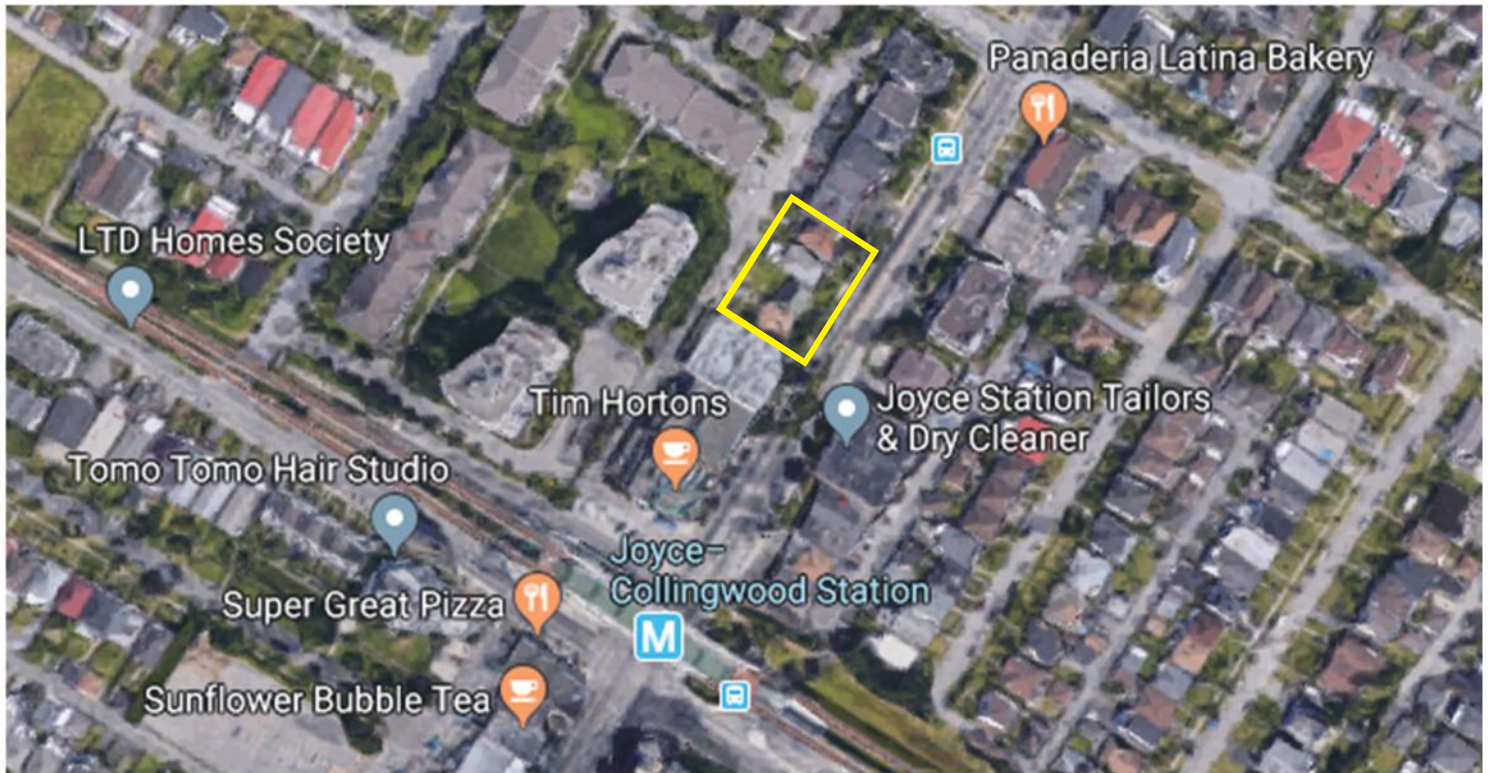 Panaderia Latina Bakery
LTD Homes Society
Tim Hortons
Joyce Station Tailors
& Dry Cleaner
Tomo Tomo Hair Studio
Joyce–
Collingwood Station
Super Great Pizza
M
Sunflower Bubble Tea